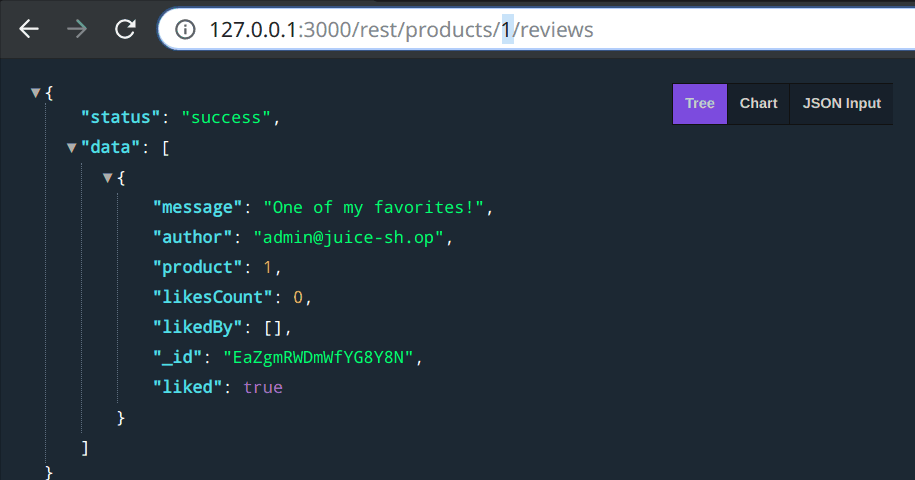 127.0.0.1:3000/rest/products/1/reviews
Tree Chart JSON Input
{
"status": "success",
"data": [
{
"message": "One of my favorites!",
"author": "admin@juice-sh.op",
"product": 1,
"likesCount": 0,
"likedBy": [],
"_id": "EaZgmRWDmWfYG8Y8N",
"liked": true
}
]
}